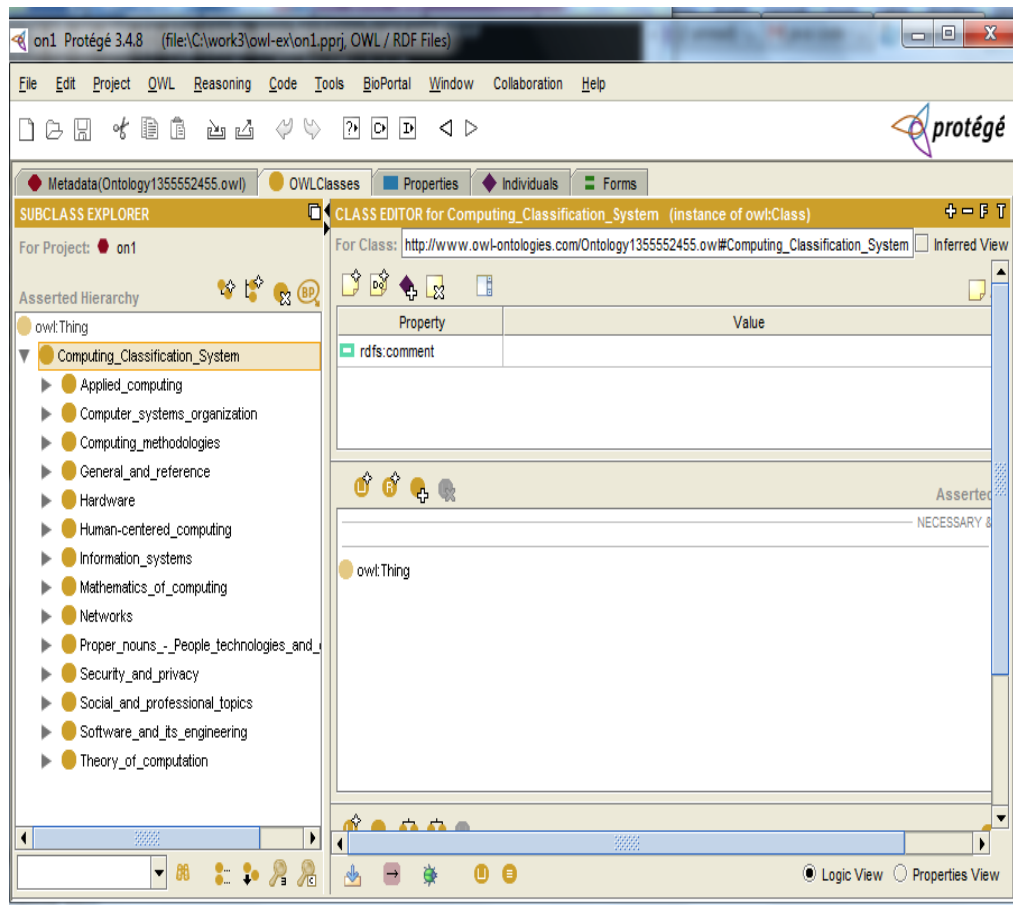 on1 Protégé 3.4.8 (file:\C:\work3\owl-ex\on1.pprj, OWL / RDF Files)
File Edit Project OWL Reasoning Code Tools BioPortal Window Collaboration Help
protégé
Metadata(Ontology1355552455.owl) OWLClasses Properties Individuals Forms
SUBCLASS EXPLORER
For Project: on1
Asserted Hierarchy
owl:Thing
Computing_Classification_System
Applied_computing
Computer_systems_organization
Computing_methodologies
General_and_reference
Hardware
Human-centered_computing
Information_systems
Mathematics_of_computing
Networks
Proper_nouns_-_People_technologies_and_
Security_and_privacy
Social_and_professional_topics
Software_and_its_engineering
Theory_of_computation
CLASS EDITOR for Computing_Classification_System (instance of owl:Class)
For Class: http://www.owl-ontologies.com/Ontology1355552455.owl#Computing_Classification_System Inferred View
Property Value
rdfs:comment
Asserted
NECESSARY &
owl:Thing
Logic View Properties View